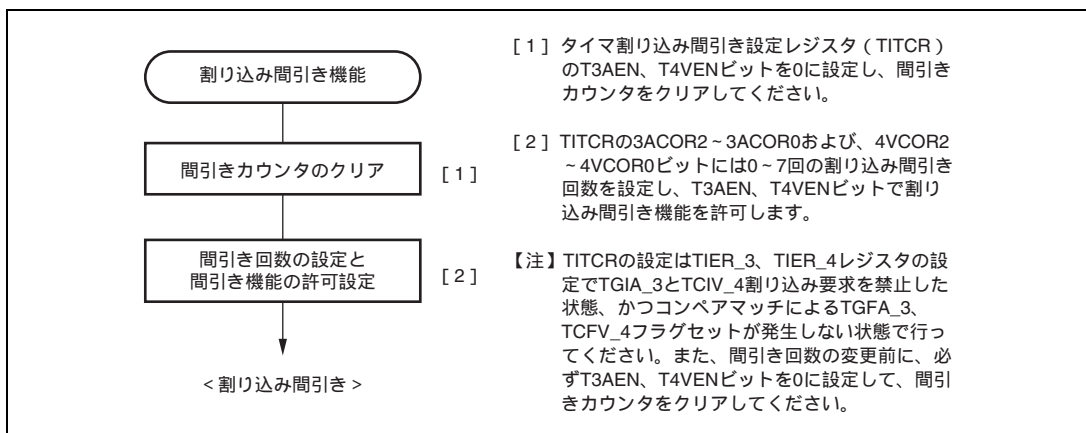 割り込み間引き機能
間引きカウンタのクリア
[1]
間引き回数の設定と
間引き機能の許可設定
[2]
<割り込み間引き>
[1] タイマ割り込み間引き設定レジスタ(TITCR)
のT3AEN、T4VENビットを0に設定し、間引き
カウンタをクリアしてください。
[2] TITCRの3ACOR2~3ACOR0および、4VCOR2
~4VCOR0ビットには0~7回の割り込み間引き
回数を設定し、T3AEN、T4VENビットで割り
込み間引き機能を許可します。
【注】TITCRの設定はTIER_3、TIER_4レジスタの設
定でTGIA_3とTCIV_4割り込み要求を禁止した
状態、かつコンペアマッチによるTGFA_3、
TCFV_4フラグセットが発生しない状態で行っ
てください。また、間引き回数の変更前に、必
ずT3AEN、T4VENビットを0に設定して、間引
きカウンタをクリアしてください。